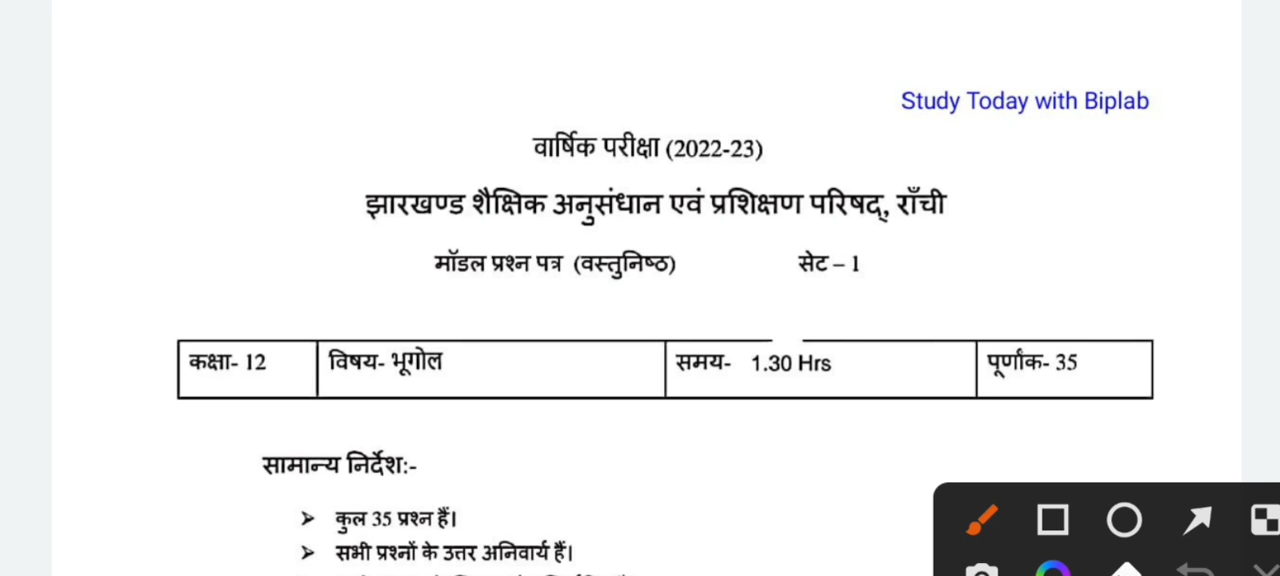 Study Today with Biplab
वार्षिक परीक्षा (2022-23)
झारखण्ड शैक्षिक अनुसंधान एवं प्रशिक्षण परिषद्, राँची
मॉडल प्रश्न पत्र (वस्तुनिष्ठ) सेट – 1
कक्षा- 12 विषय- भूगोल समय- 1.30 Hrs पूर्णांक- 35
सामान्य निर्देश:-
➢ कुल 35 प्रश्न हैं।
➢ सभी प्रश्नों के उत्तर अनिवार्य हैं।